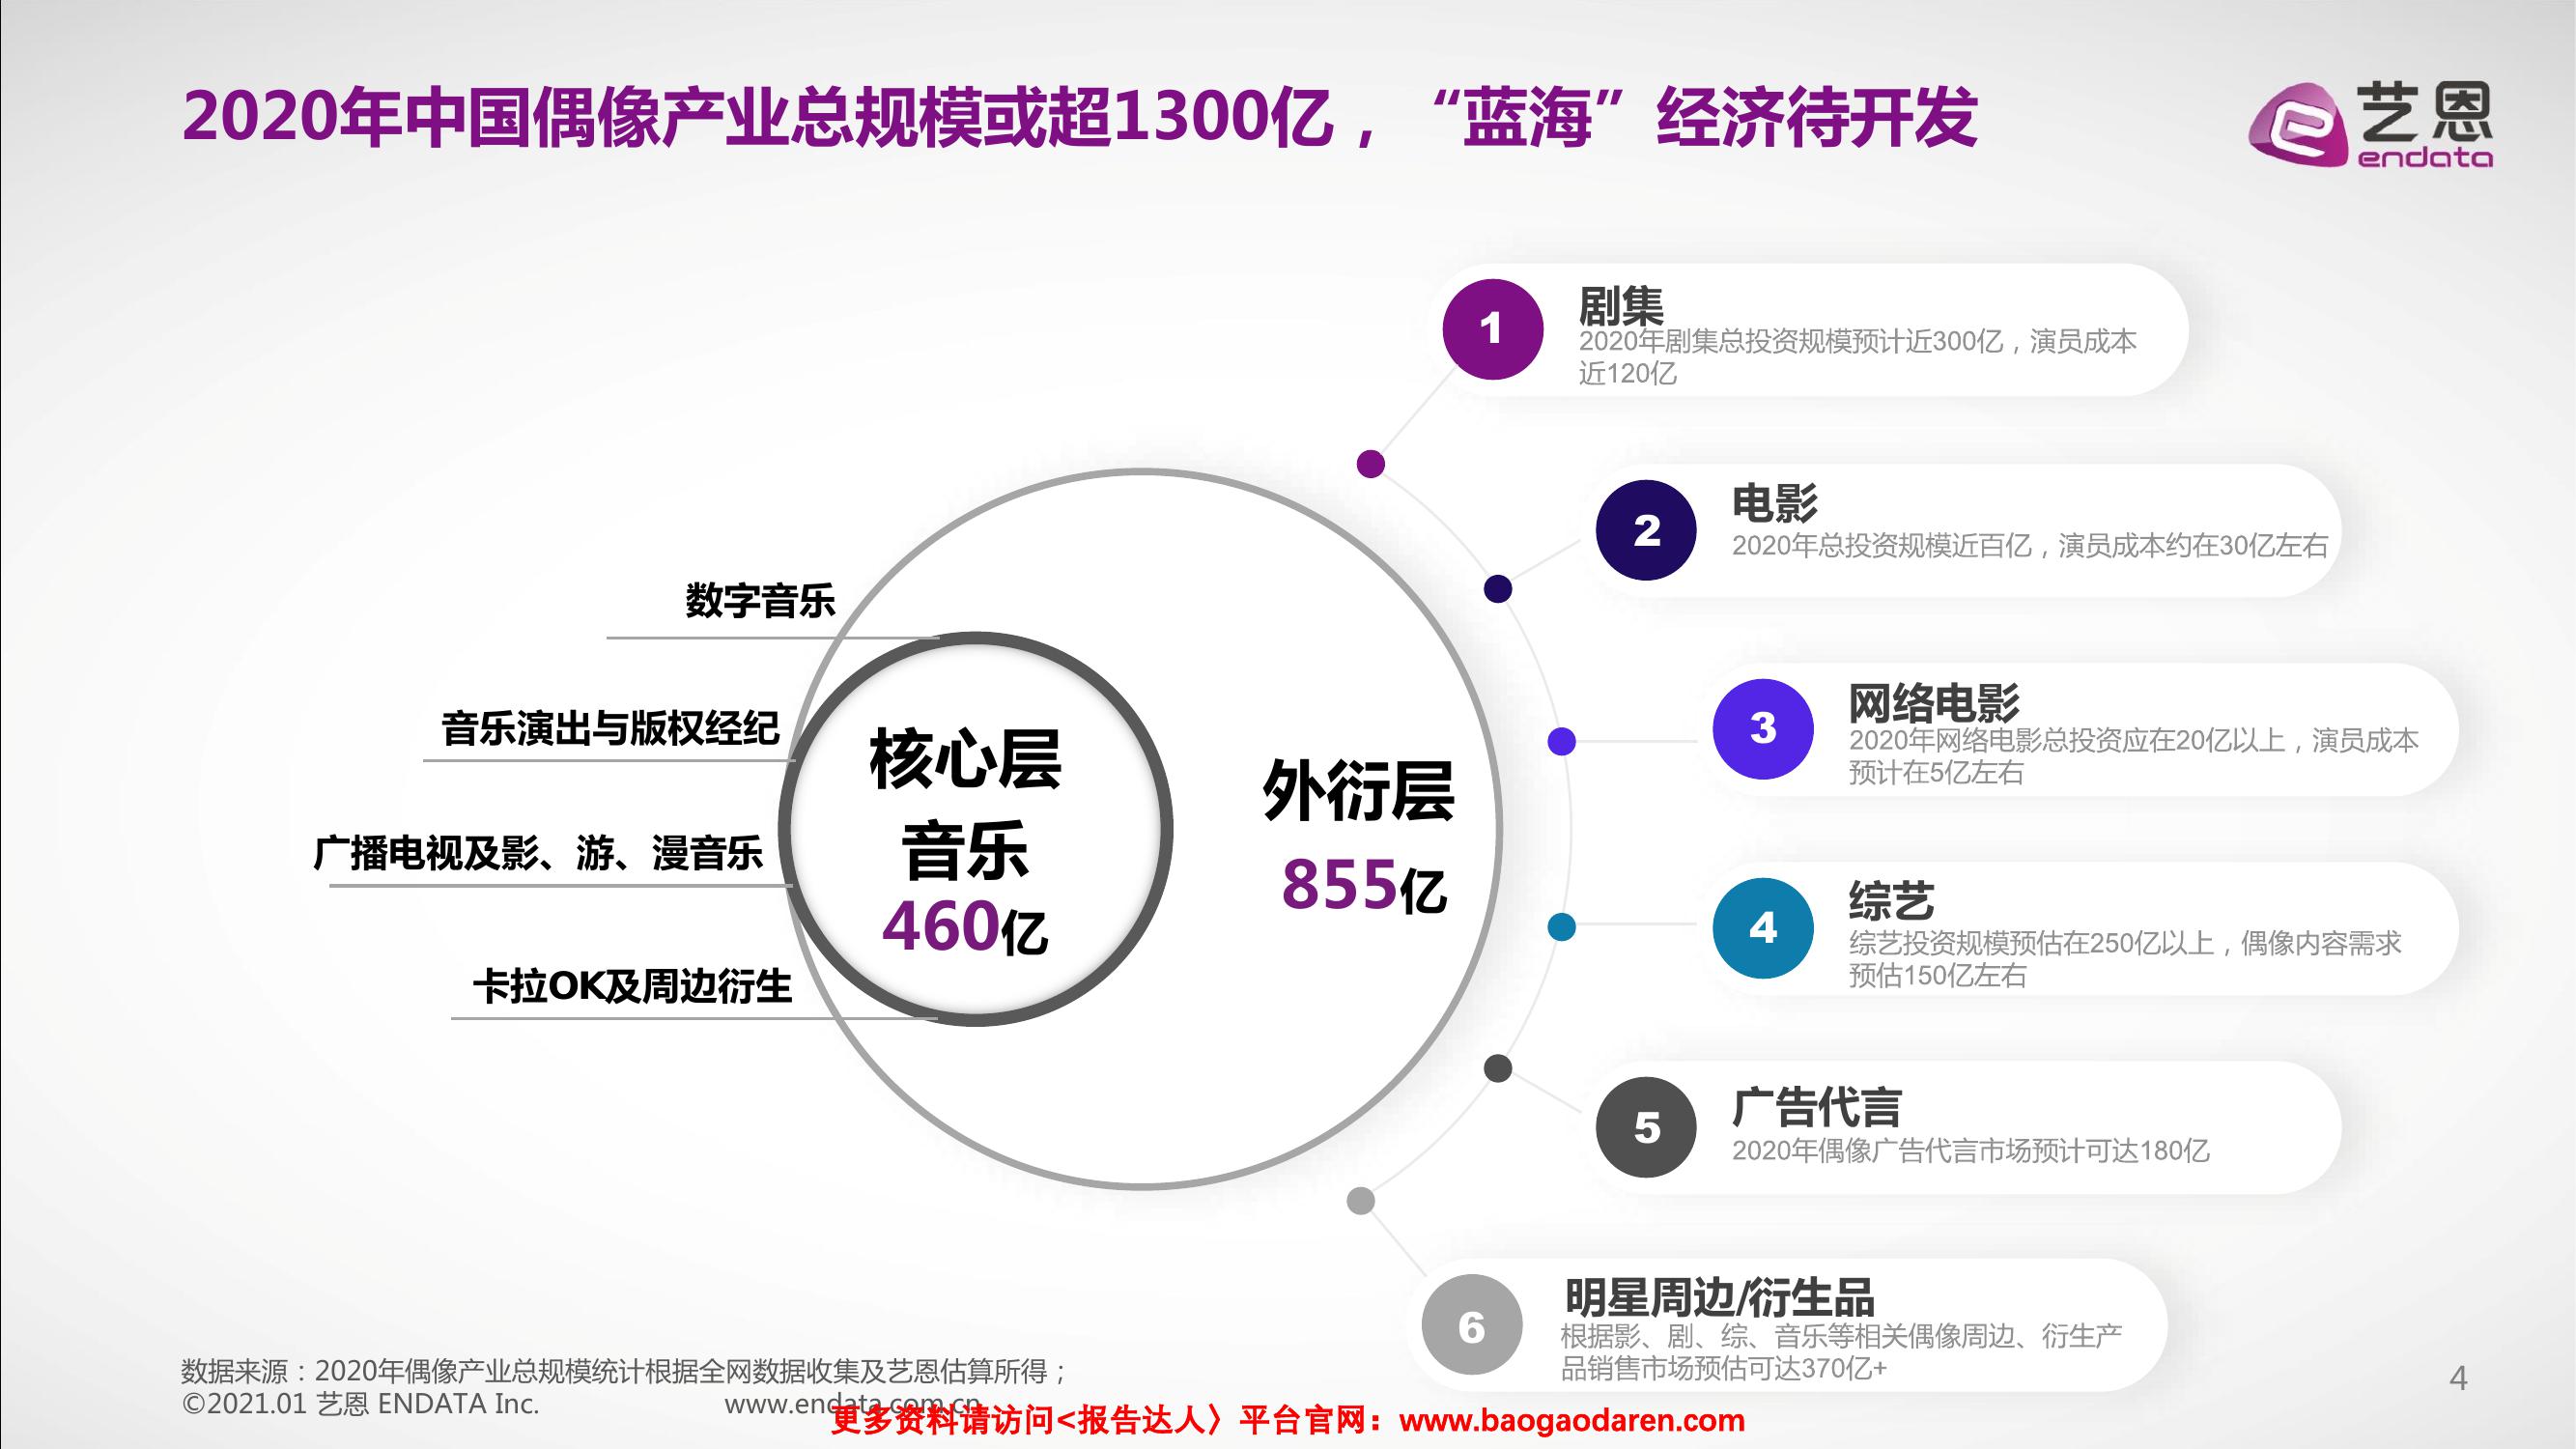 2020年中国偶像产业总规模或超1300亿，“蓝海”经济待开发
艺恩
endata
1
剧集
2020年剧集总投资规模预计近300亿，演员成本
近120亿
2
电影
2020年总投资规模近百亿，演员成本约在30亿左右
3
网络电影
2020年网络电影总投资应在20亿以上，演员成本
预计在5亿左右
4
综艺
综艺投资规模预估在250亿以上，偶像内容需求
预估150亿左右
5
广告代言
2020年偶像广告代言市场预计可达180亿
6
明星周边/衍生品
根据影、剧、综、音乐等相关偶像周边、衍生产
品销售市场预估可达370亿+
数字音乐
音乐演出与版权经纪
广播电视及影、游、漫音乐
卡拉OK及周边衍生
核心层
音乐
460亿
外衍层
855亿
数据来源：2020年偶像产业总规模统计根据全网数据收集及艺恩估算所得；
©2021.01 艺恩 ENDATA Inc. www.endata.com.cn
更多资料请访问<报告达人〉平台官网：www.baogaodaren.com
4